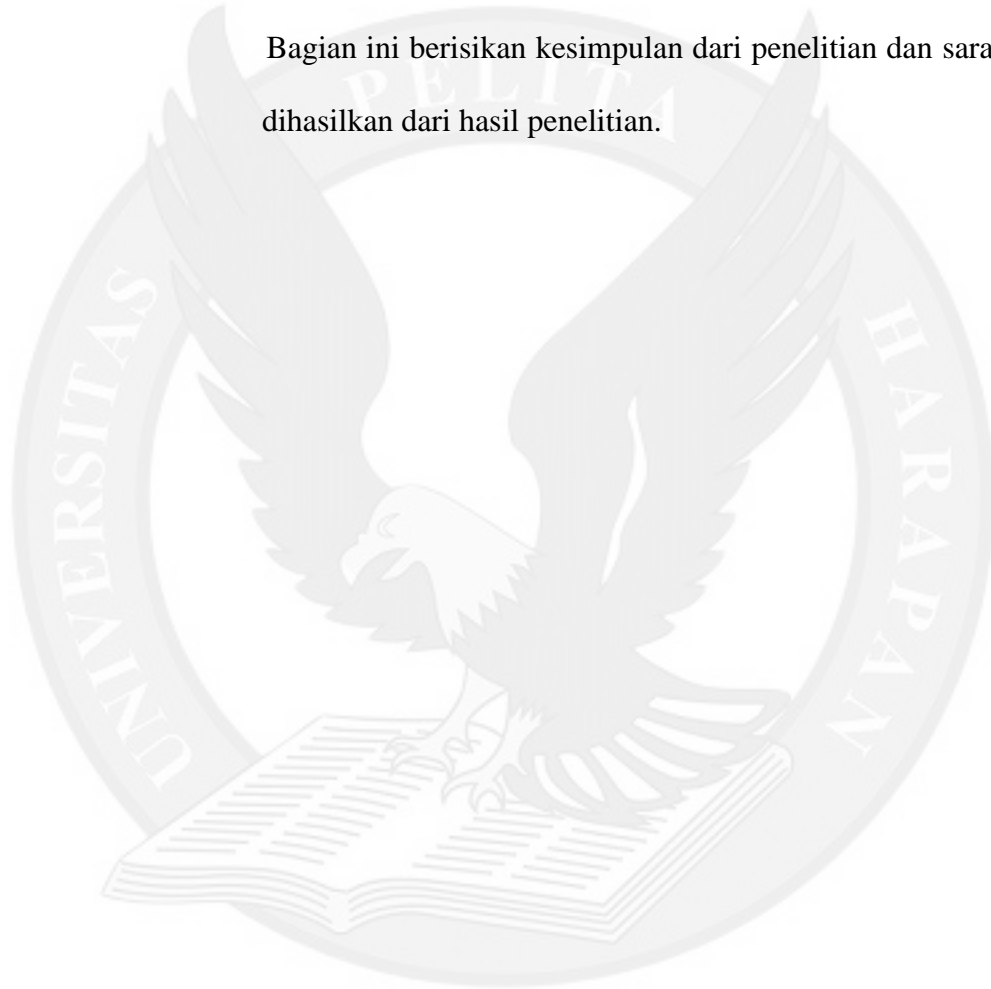 Bagian ini berisikan kesimpulan dari penelitian dan sara
dihasilkan dari hasil penelitian.
UNIVERSITAS PELITA HARAPAN